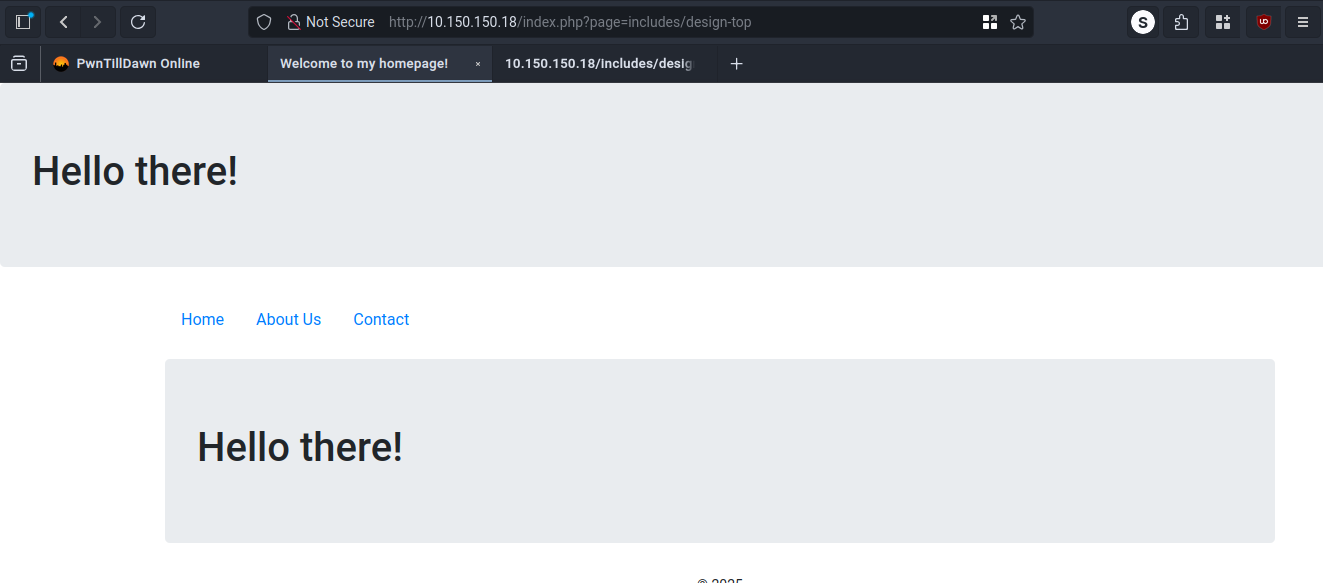 Not Secure http://10.150.150.18/index.php?page=includes/design-top S
PwnTillDawn Online Welcome to my homepage! × 10.150.150.18/includes/desig
Hello there!
Home About Us Contact
Hello there!
© 2025